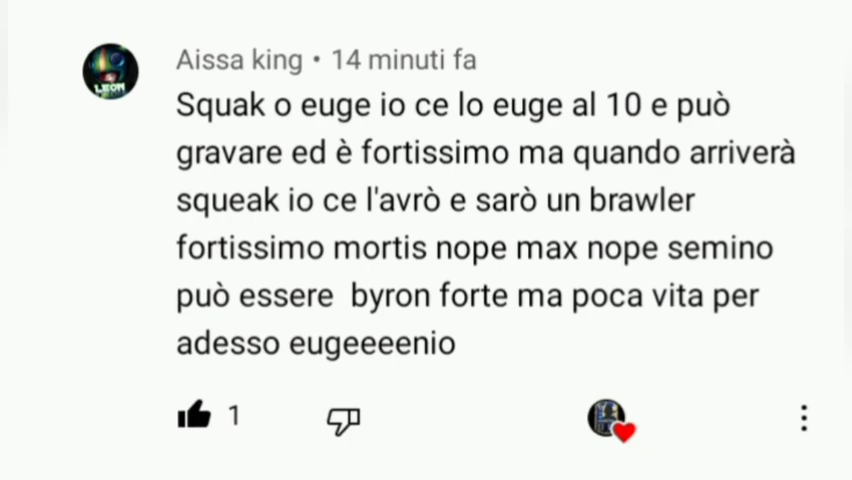 Aissa king • 14 minuti fa
LEON
Squak o euge io ce lo euge al 10 e può
gravare ed è fortissimo ma quando arriverà
squeak io ce l'avrò e sarò un brawler
fortissimo mortis nope max nope semino
può essere  byron forte ma poca vita per
adesso eugeeeenio
1